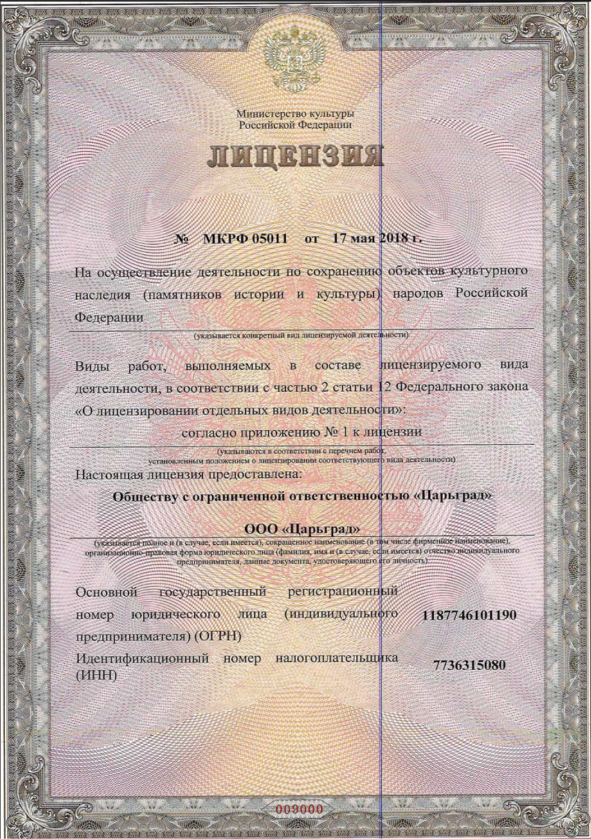 Министерство культуры
Российской Федерации
ЛИЦЕНЗИЯ
№ МКРФ 05011 от 17 мая 2018 г.
На осуществление деятельности по сохранению объектов культурного
наследия (памятников истории и культуры) народов Российской
Федерации
(указывается конкретный вид лицензируемой деятельности)
Виды работ, выполняемых в составе лицензируемого вида
деятельности, в соответствии с частью 2 статьи 12 Федерального закона
«О лицензировании отдельных видов деятельности»:
согласно приложению № 1 к лицензии
(указываются в соответствии с перечнем работ,
установленным положением о лицензировании соответствующего вида деятельности)
Настоящая лицензия предоставлена:
Обществу с ограниченной ответственностью «Царьград»
ООО «Царьград»
(указывается полное и (в случае, если имеется), сокращенное наименование (в том числе фирменное наименование),
организационно-правовая форма юридического лица (фамилия, имя и (в случае, если имеется) отчество индивидуального
предпринимателя, данные документа, удостоверяющего его личность)
Основной государственный регистрационный
номер юридического лица (индивидуального 1187746101190
предпринимателя) (ОГРН)
Идентификационный номер налогоплательщика 7736315080
(ИНН)
009000